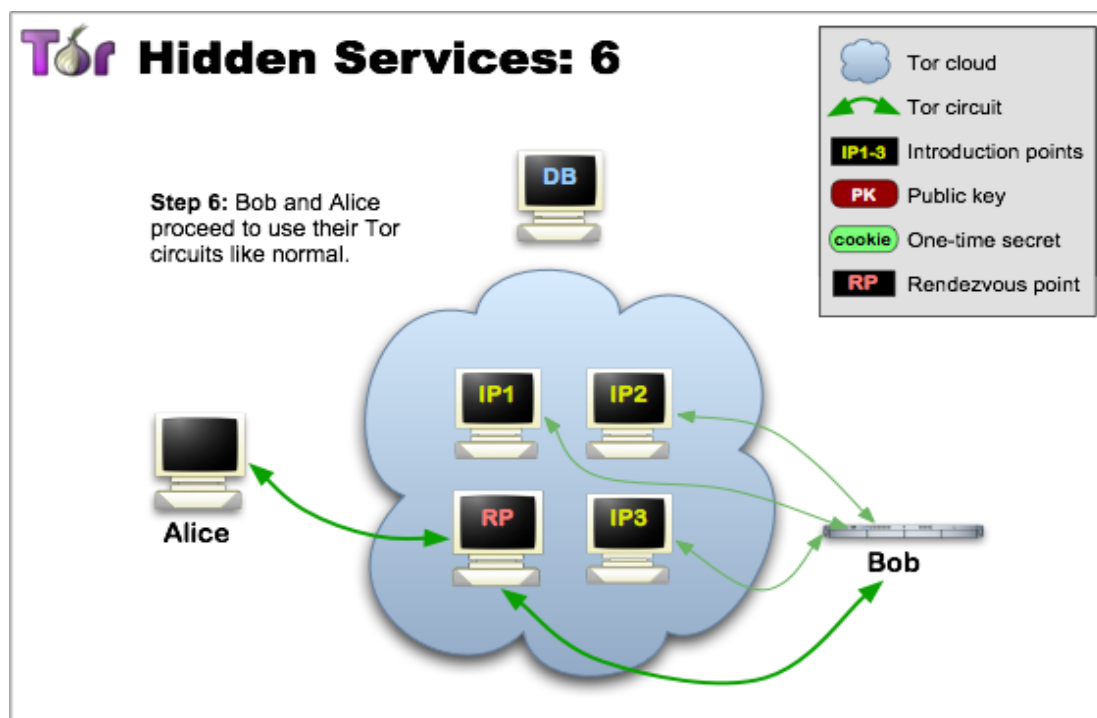 Tor Hidden Services: 6
Step 6: Bob and Alice
proceed to use their Tor
circuits like normal.
Tor cloud
Tor circuit
IP1-3 Introduction points
PK Public key
cookie One-time secret
RP Rendezvous point
DB
IP1 IP2
RP IP3
Alice
Bob